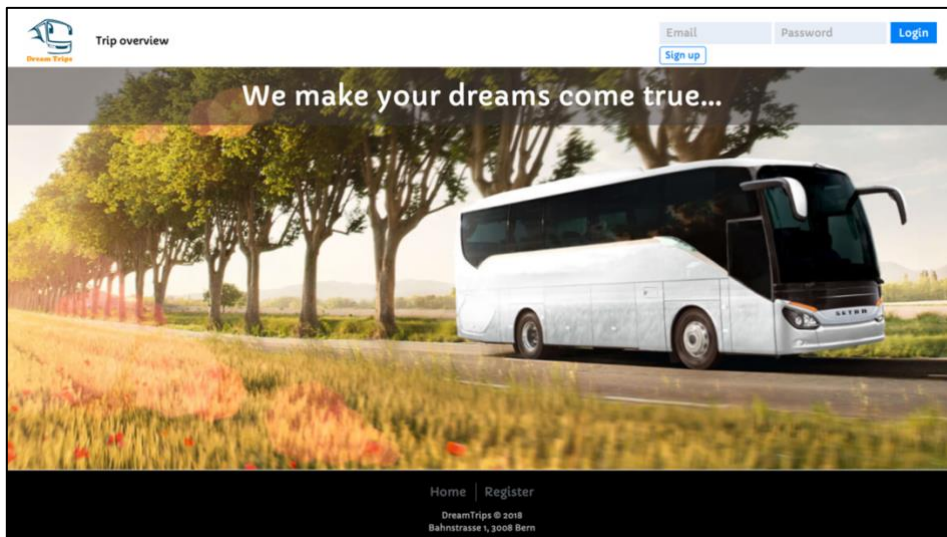 Dream Trips
Trip overview
Email
Password
Login
Sign up
We make your dreams come true...
SETRA
Home
Register
DreamTrips © 2018
Bahnstrasse 1, 3008 Bern